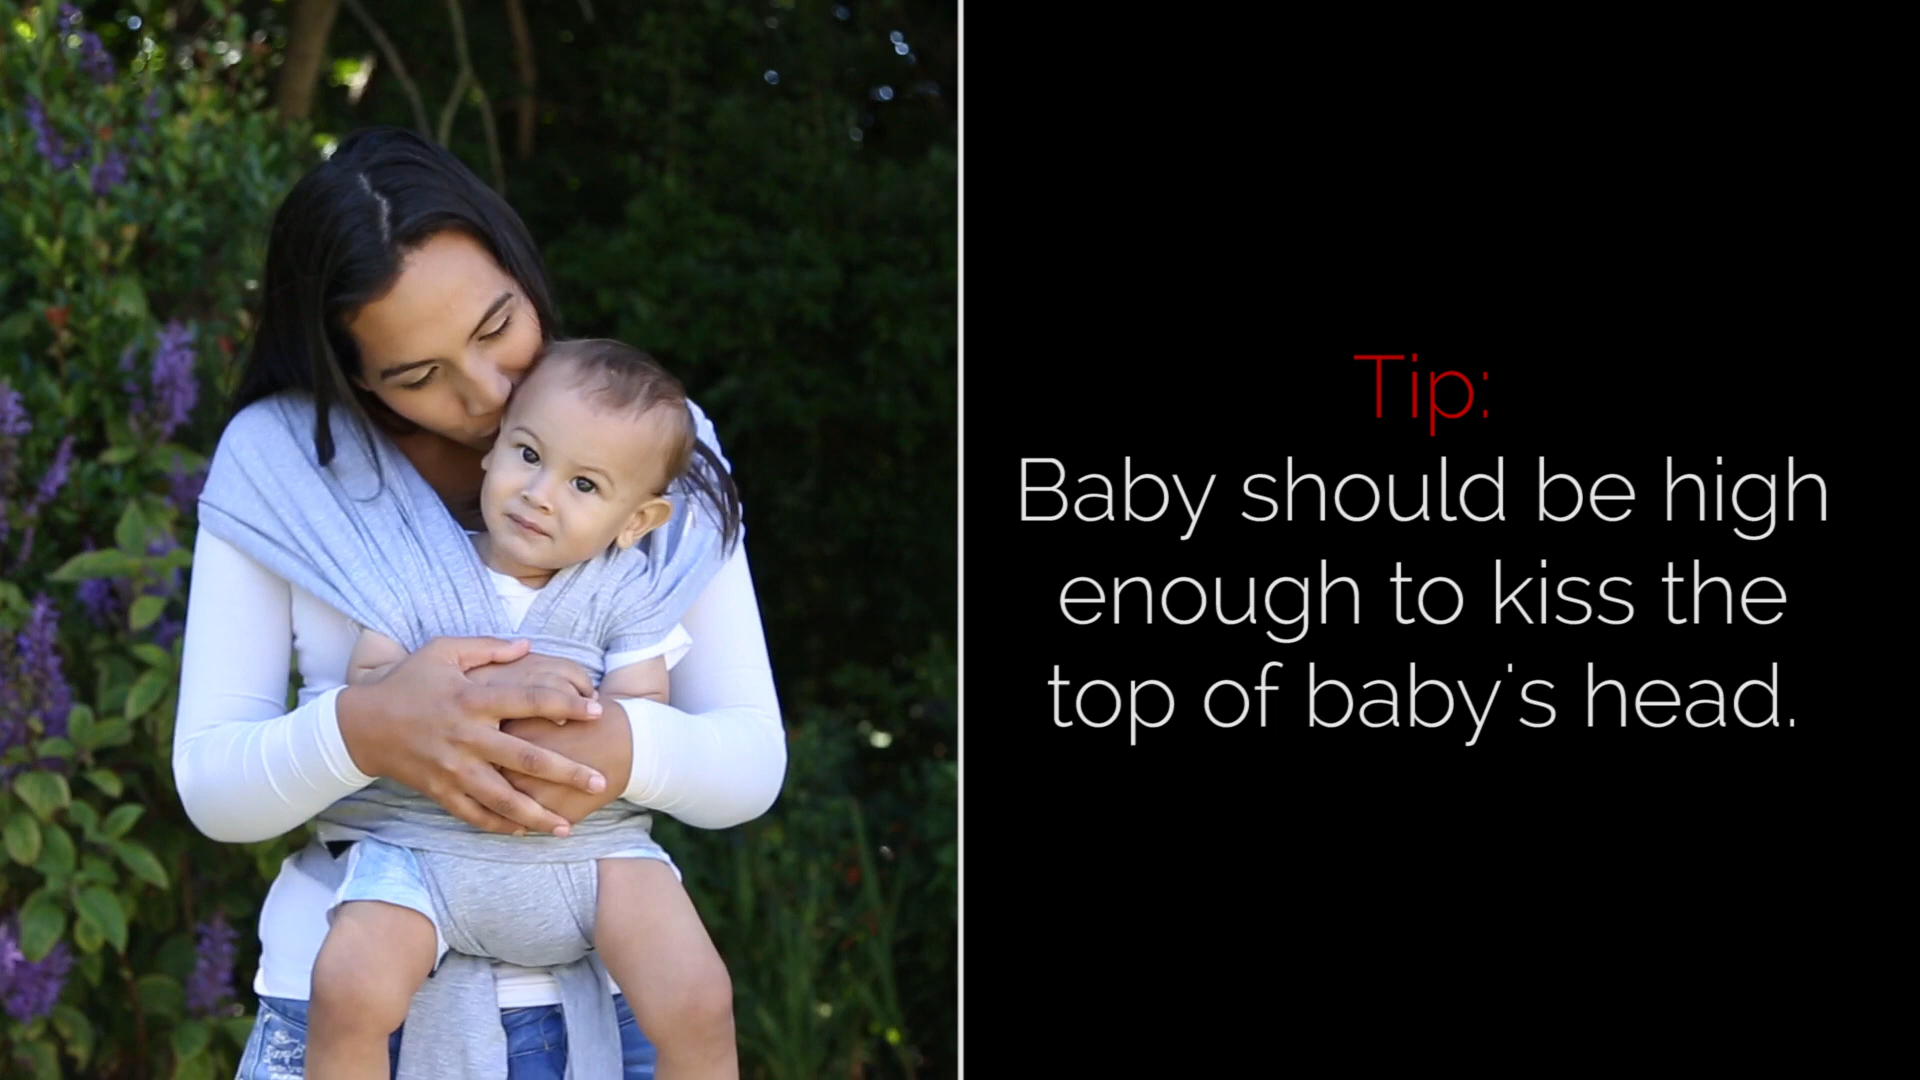 Tip:
Baby should be high
enough to kiss the
top of baby's head.